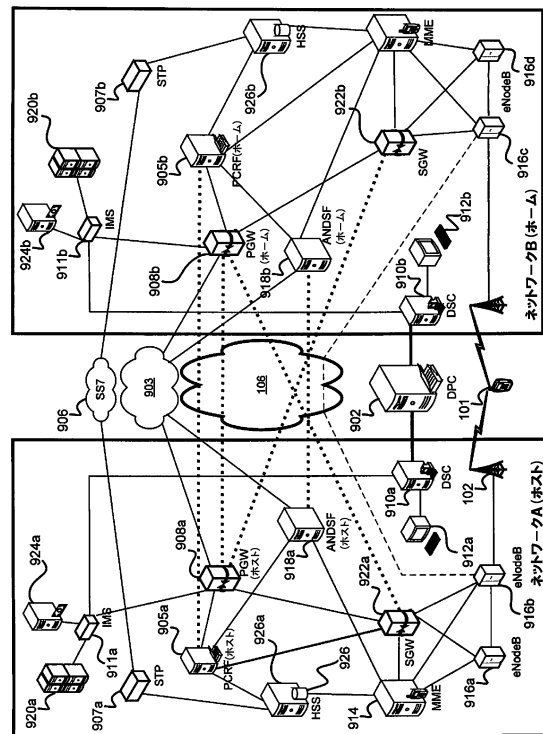 924a
920a
IMS
911a
STP
907a
906
SS7
903
924b
920b
IMS
911b
907b
STP
908a
PGW
(ホスト)
905a
PCRF(ホスト)
926a
926
HSS
918a
ANDSF
(ホスト)
922a
SGW
914
MME
106
905b
PCRF(ホーム)
926b
HSS
908b
PGW
(ホーム)
918b
ANDSF
(ホーム)
922b
SGW
MME
910a
DSC
912a
902
DPC
910b
DSC
912b
916a
eNodeB
916b
eNodeB
102
101
916c
eNodeB
916d
ネットワークA (ホスト)
ネットワークB (ホーム)